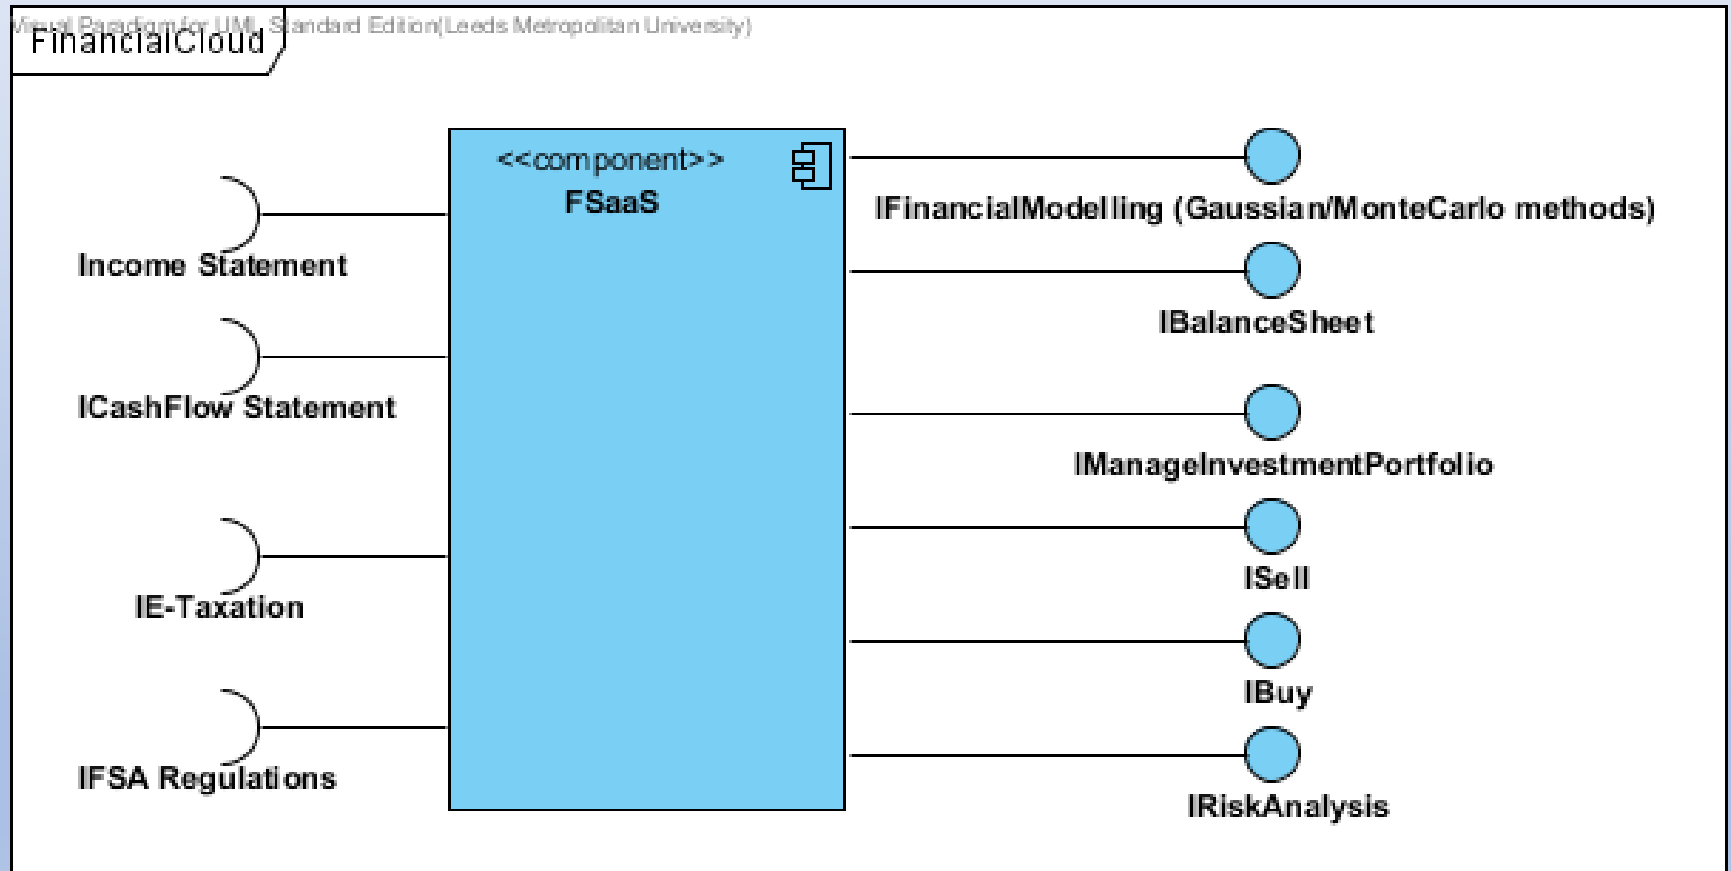 Visual Paradigm for UML Standard Edition(Leeds Metropolitan University)
FinancialCloud
<<component>>
FSaaS
Income Statement
ICashFlow Statement
IE-Taxation
IFSA Regulations
IFinancialModelling (Gaussian/MonteCarlo methods)
IBalanceSheet
IManageInvestmentPortfolio
ISell
IBuy
IRiskAnalysis